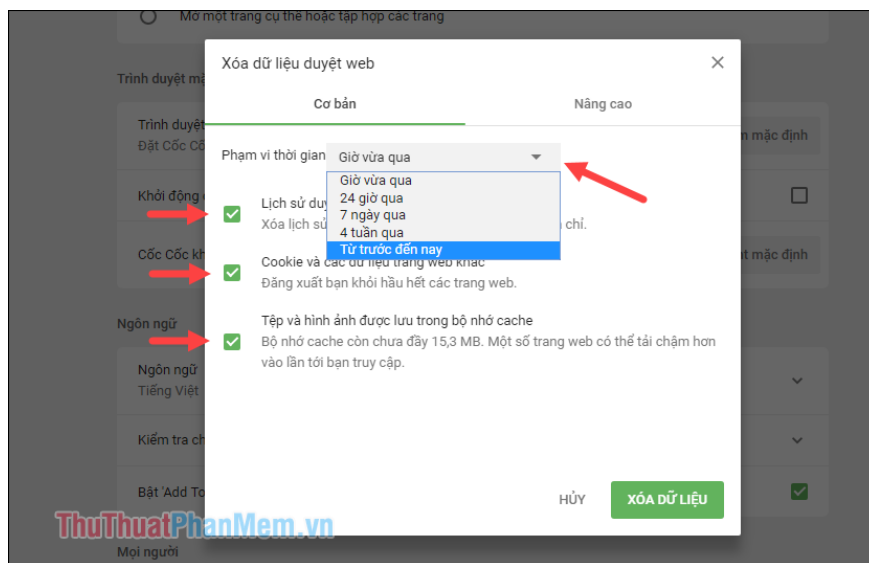 Mở một trang cụ thể hoặc tập hợp các trang
Xóa dữ liệu duyệt web
Trình duyệt mặ
Cơ bản
Nâng cao
Trình duyệt
Đặt Cốc Cố
mặc định
Phạm vi thời gian
Giờ vừa qua
Giờ vừa qua
24 giờ qua
7 ngày qua
4 tuần qua
Từ trước đến nay
Khởi động
Lịch sử du
Xóa lịch sử
chỉ.
Cốc Cốc kh
t mặc định
Cookie và các dữ liệu trang web khác
Đăng xuất bạn khỏi hầu hết các trang web.
Ngôn ngữ
Tệp và hình ảnh được lưu trong bộ nhớ cache
Bộ nhớ cache còn chưa đầy 15,3 MB. Một số trang web có thể tải chậm hơn
vào lần tới bạn truy cập.
Ngôn ngữ
Tiếng Việt
Kiểm tra ch
Bật 'Add To
HỦY
XÓA DỮ LIỆU
ThuThuatPhanMem.vn
Mọi người